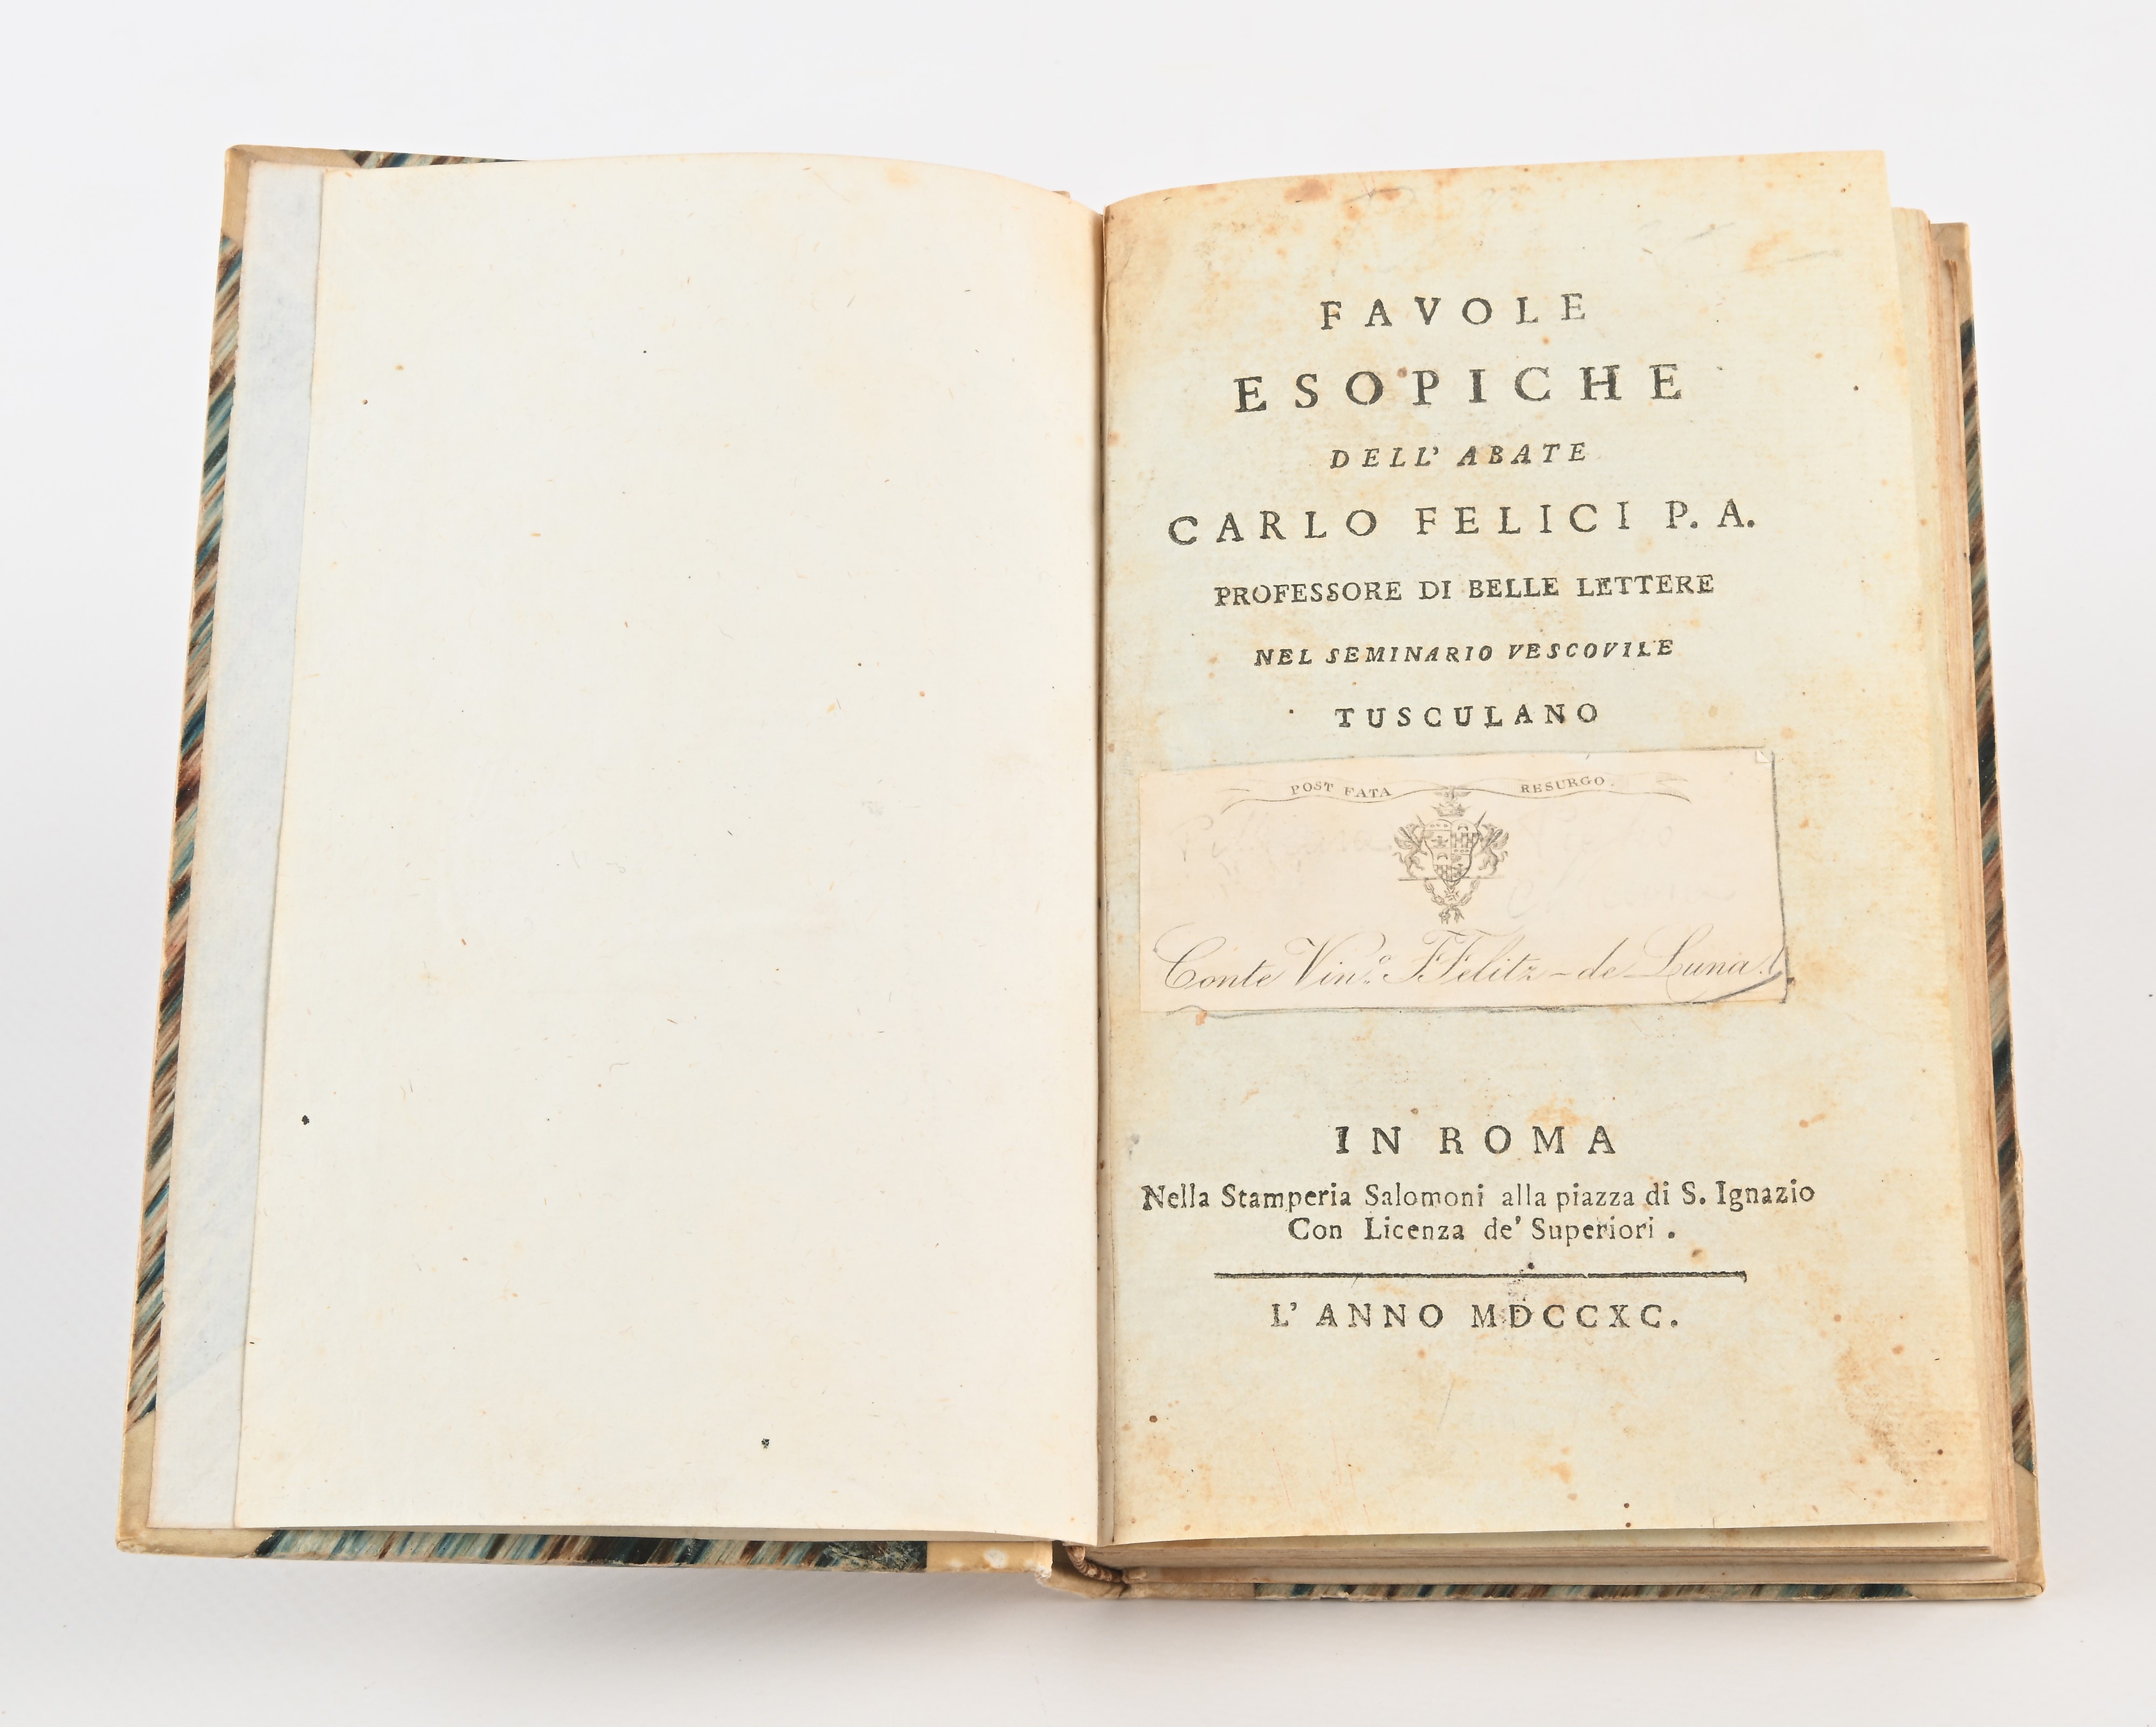 FAVOLE
ESOPICHE
DELL' ABATE
CARLO FELICI P. A.
PROFESSORE DI BELLE LETTERE
NEL SEMINARIO VESCOVILE
TUSCULANO
POST FATA RESURGO.
Conte Vin.º FFelitz-de-Luna.
IN ROMA
Nella Stamperia Salomoni alla piazza di S. Ignazio
Con Licenza de' Superiori .
L' ANNO MDCCXC.